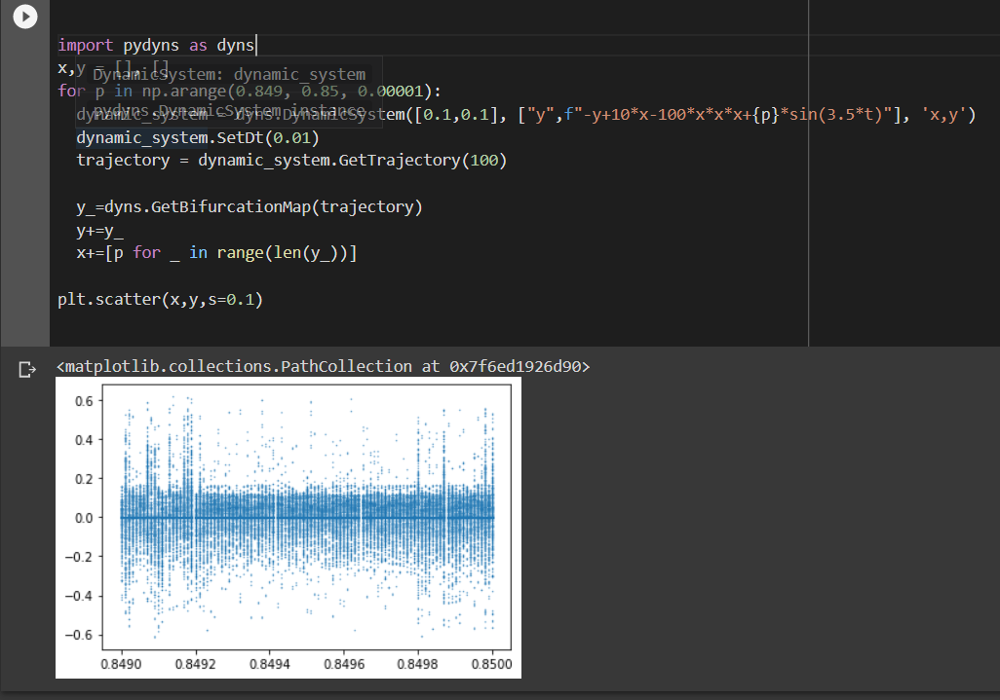 import pydyns as dyns
x,y = [], []
DynamicSystem: dynamic_system
for p in np.arange(0.849, 0.85, 0.00001):
pydyns.DynamicSystem instance
dynamic_system = dyns.DynamicSystem([0.1,0.1], ["y",f"-y+10*x-100*x*x*x+{p}*sin(3.5*t)"], 'x,y')
dynamic_system.SetDt(0.01)
trajectory = dynamic_system.GetTrajectory(100)
y_=dyns.GetBifurcationMap(trajectory)
y+=y_
x+=[p for _ in range(len(y_))]
plt.scatter(x,y,s=0.1)
<matplotlib.collections.PathCollection at 0x7f6ed1926d90>
0.6
0.4
0.2
0.0
−0.2
−0.4
−0.6
0.8490 0.8492 0.8494 0.8496 0.8498 0.8500